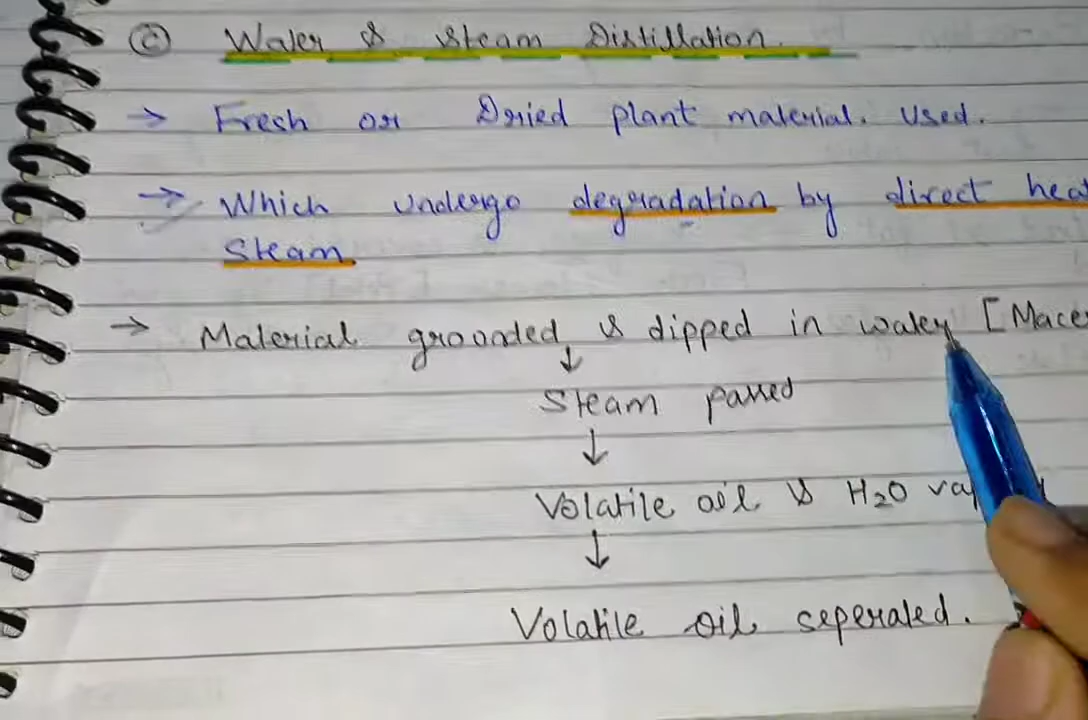 © Water & Steam Distillation.
→ Fresh or Dried plant material. Used.
→ Which undergo degradation by direct
Steam.
→ Material grooded & dipped in water
↓
Steam passed
↓
Volatile oil & H2O
↓
Volatile oil seperated.